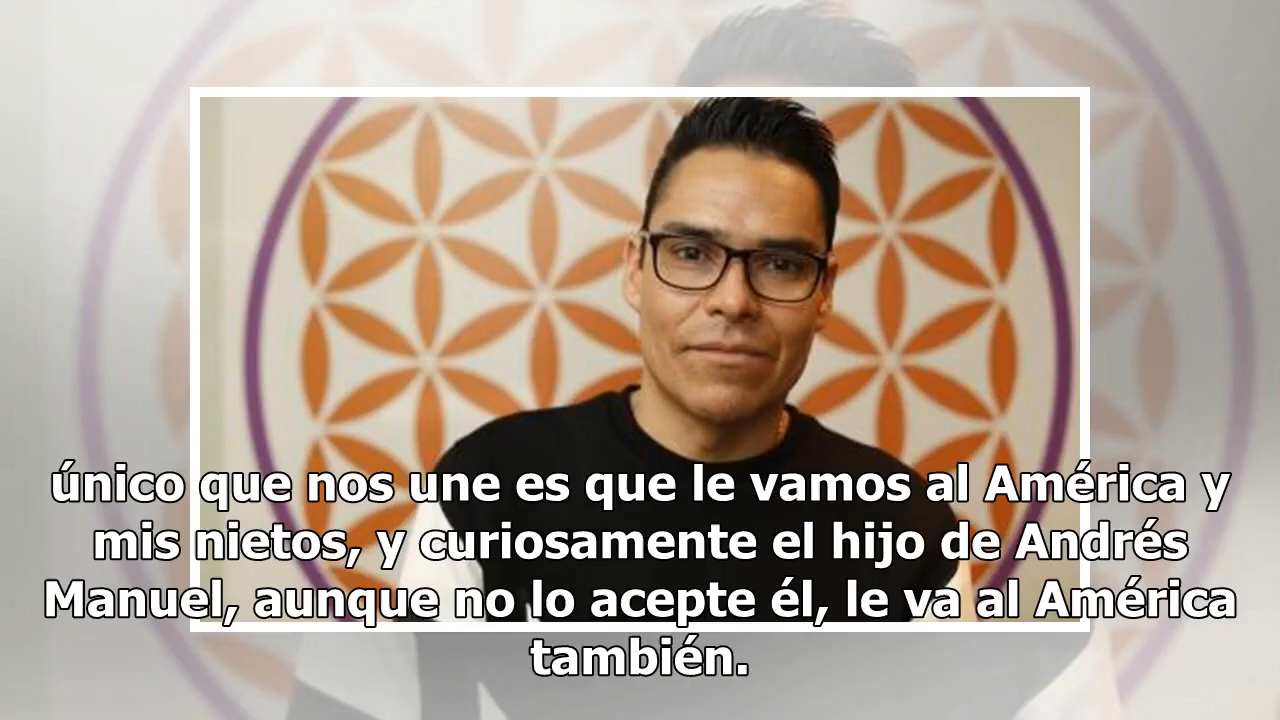 único que nos une es que le vamos al América y
mis nietos, y curiosamente el hijo de Andrés
Manuel, aunque no lo acepte él, le va al América
también.